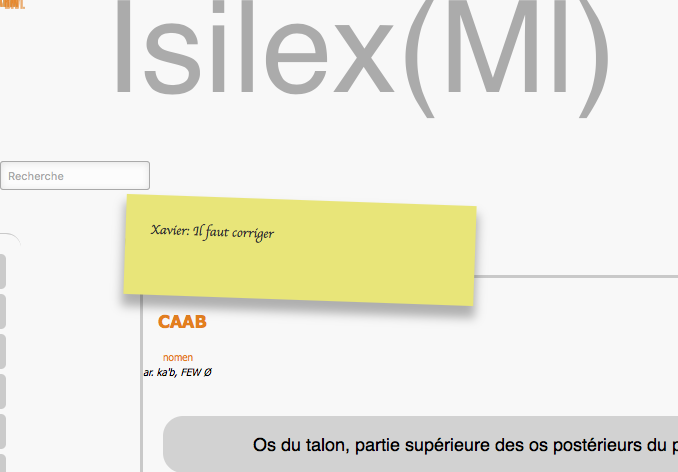 Isilex(MI)
Recherche
Xavier: Il faut corriger
CAAB
nomen
ar. ka'b, FEW Ø
Os du talon, partie supérieure des os postérieurs du